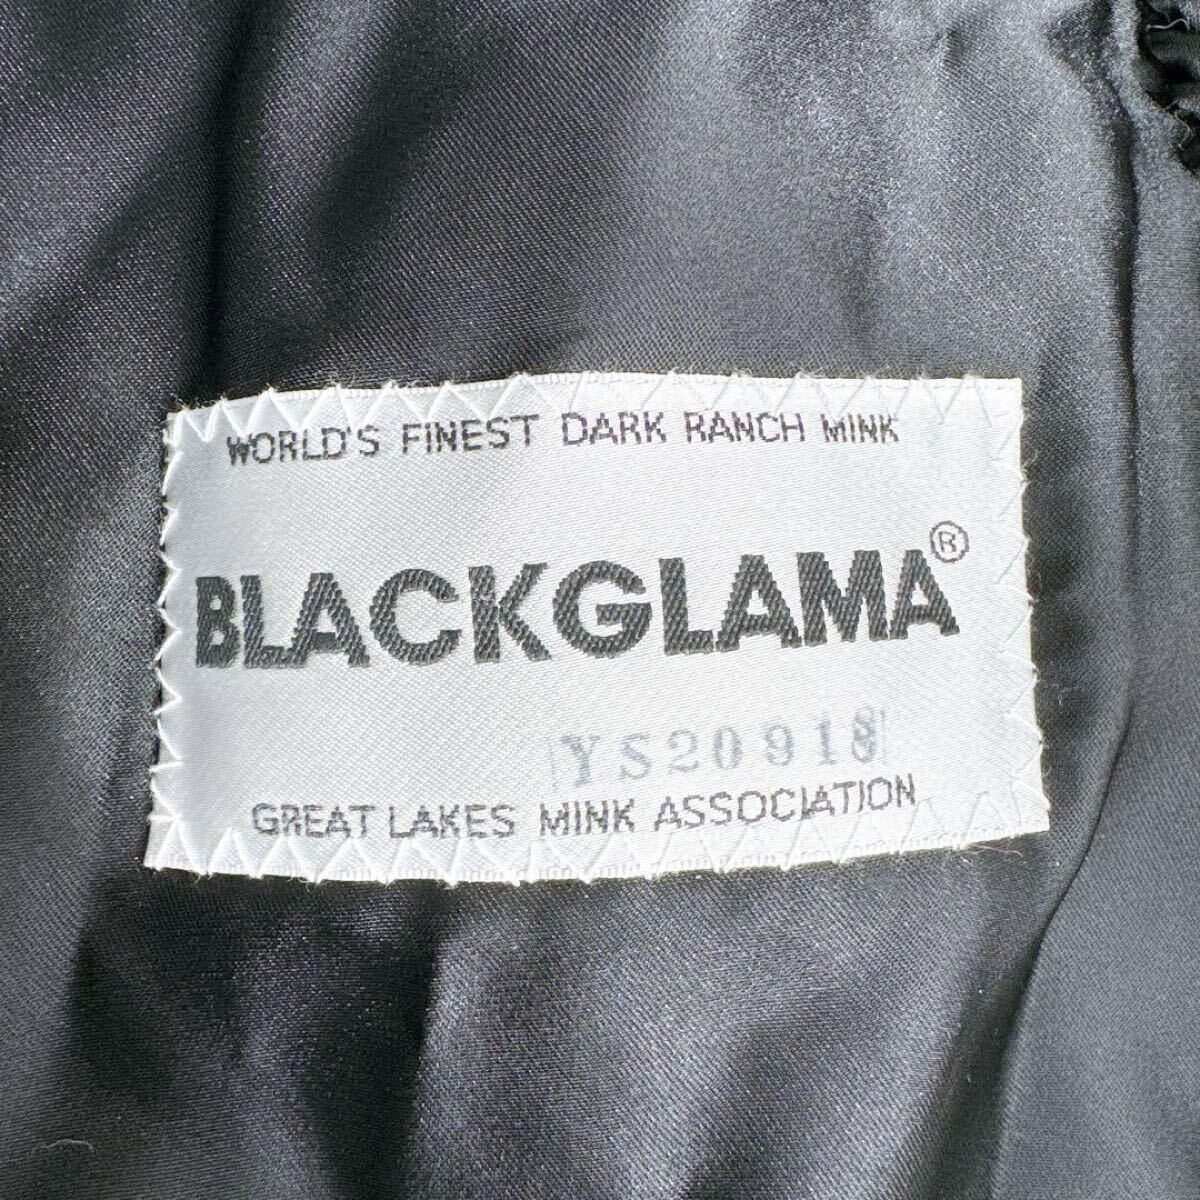 WORLD'S FINEST DARK RANCH MINK
BLACKGLAMA®
YS20918
GREAT LAKES MINK ASSOCIATION